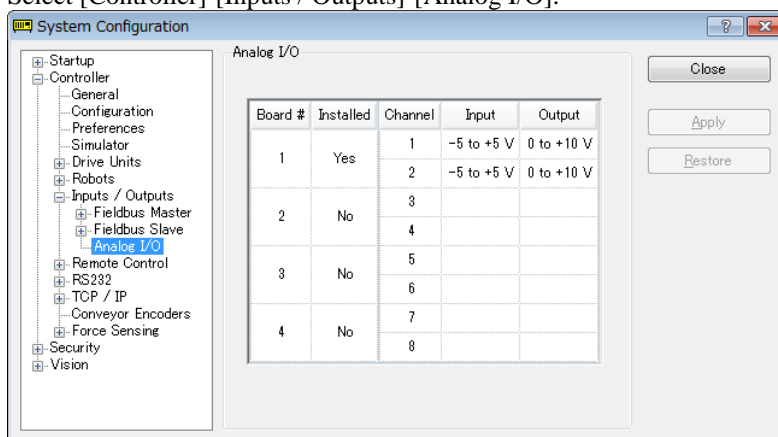 Select [Controller]-[Inputs / Outputs]-[Analog I/O].
System Configuration
Startup
Controller
General
Configuration
Preferences
Simulator
Drive Units
Robots
Inputs / Outputs
Fieldbus Master
Fieldbus Slave
Analog I/O
Remote Control
RS232
TCP / IP
Conveyor Encoders
Force Sensing
Security
Vision
Analog I/O
Board # Installed Channel Input Output
1 Yes 1 -5 to +5 V 0 to +10 V
2 -5 to +5 V 0 to +10 V
2 No 3
4
3 No 5
6
4 No 7
8
Close
Apply
Restore